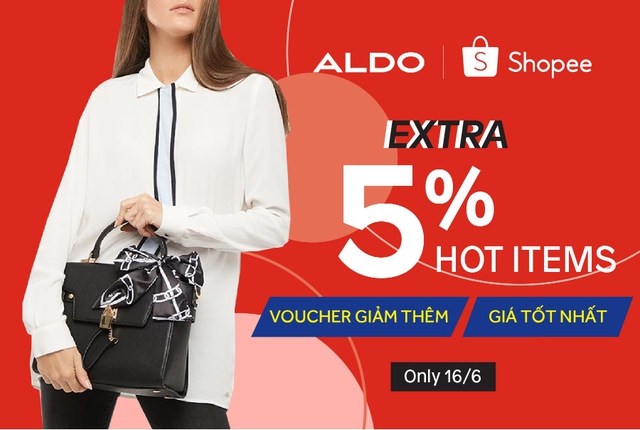 ALDO Shopee
EXTRA
5%
HOT ITEMS
VOUCHER GIẢM THÊM GIÁ TỐT NHẤT
Only 16/6